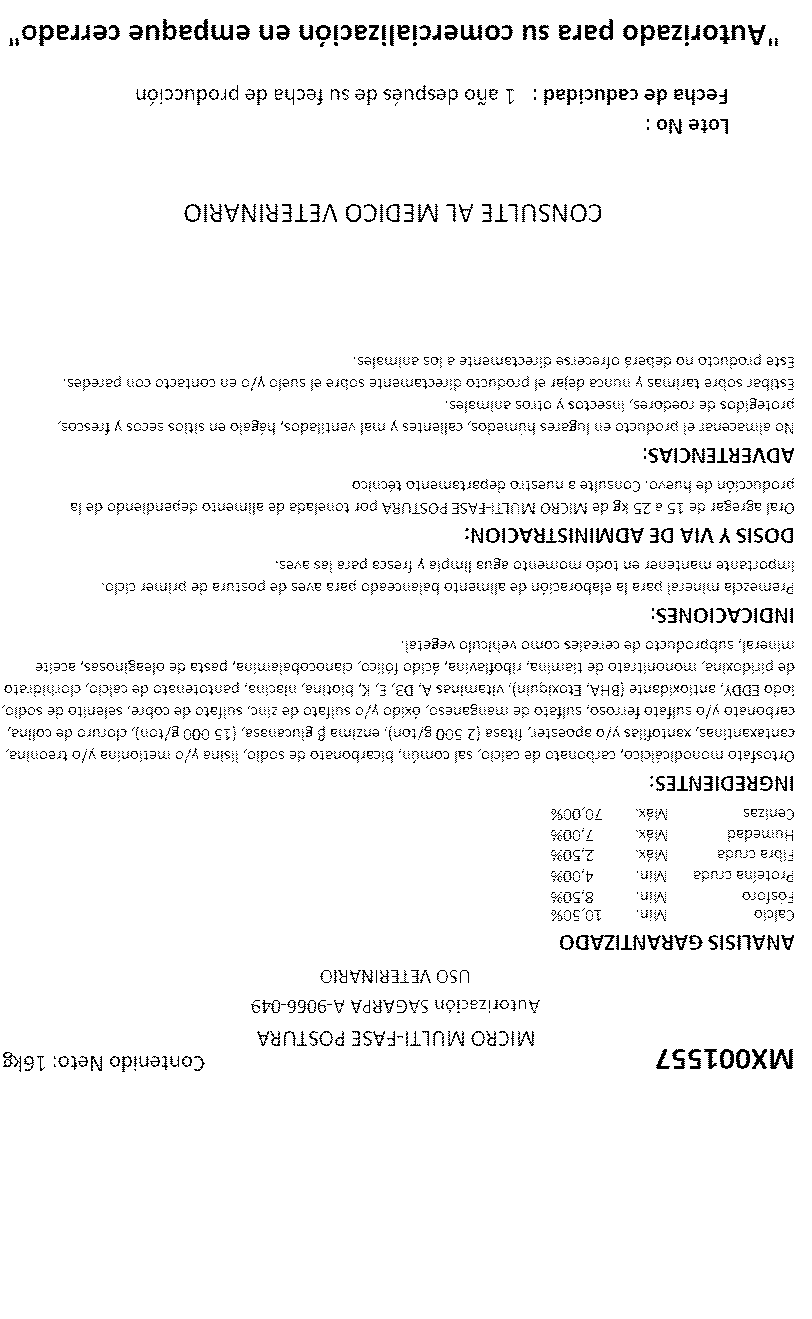 MX001557
Contenido Neto: 16kg
MICRO MULTI-FASE POSTURA
Autorización SAGARPA A-9066-049
USO VETERINARIO
ANALISIS GARANTIZADO
Calcio Min. 10,50%
Fósforo Min. 8,50%
Proteína cruda Min. 4,00%
Fibra cruda Máx. 2,50%
Humedad Máx. 7,00%
Cenizas Máx. 70,00%
INGREDIENTES:
Ortosfato monodicálcico, carbonato de calcio, sal común, bicarbonato de sodio, lisina y/o metionina y/o treonina,
cantaxantinas, xantofilas y/o apoester, fitasa (2 500 g/ton), enzima β glucanasa, (15 000 g/ton), cloruro de colina,
carbonato y/o sulfato ferroso, sulfato de manganeso, óxido y/o sulfato de zinc, sulfato de cobre, selenito de sodio,
iodo EDDY, antioxidante (BHA, Etoxiquin), vitaminas A, D3, E, K, biotina, niacina, pantotenato de calcio, clorhidrato
de piridoxina, mononitrato de tiamina, riboflavina, ácido fólico, cianocobalamina, pasta de oleaginosas, aceite
mineral, subproducto de cereales como vehículo vegetal.
INDICACIONES:
Premezcla mineral para la elaboración de alimento balanceado para aves de postura de primer ciclo.
Importante mantener en todo momento agua limpia y fresca para las aves.
DOSIS Y VIA DE ADMINISTRACION:
Oral agregar de 15 a 25 kg de MICRO MULTI-FASE POSTURA por tonelada de alimento dependiendo de la
producción de huevo. Consulte a nuestro departamento técnico
ADVERTENCIAS:
No almacenar el producto en lugares húmedos, calientes y mal ventilados, hágalo en sitios secos y frescos,
protegidos de roedores, insectos y otros animales.
Estibar sobre tarimas y nunca dejar el producto directamente sobre el suelo y/o en contacto con paredes.
Este producto no deberá ofrecerse directamente a los animales.
CONSULTE AL MEDICO VETERINARIO
Lote No :
Fecha de caducidad : 1 año después de su fecha de producción
"Autorizado para su comercialización en empaque cerrado"